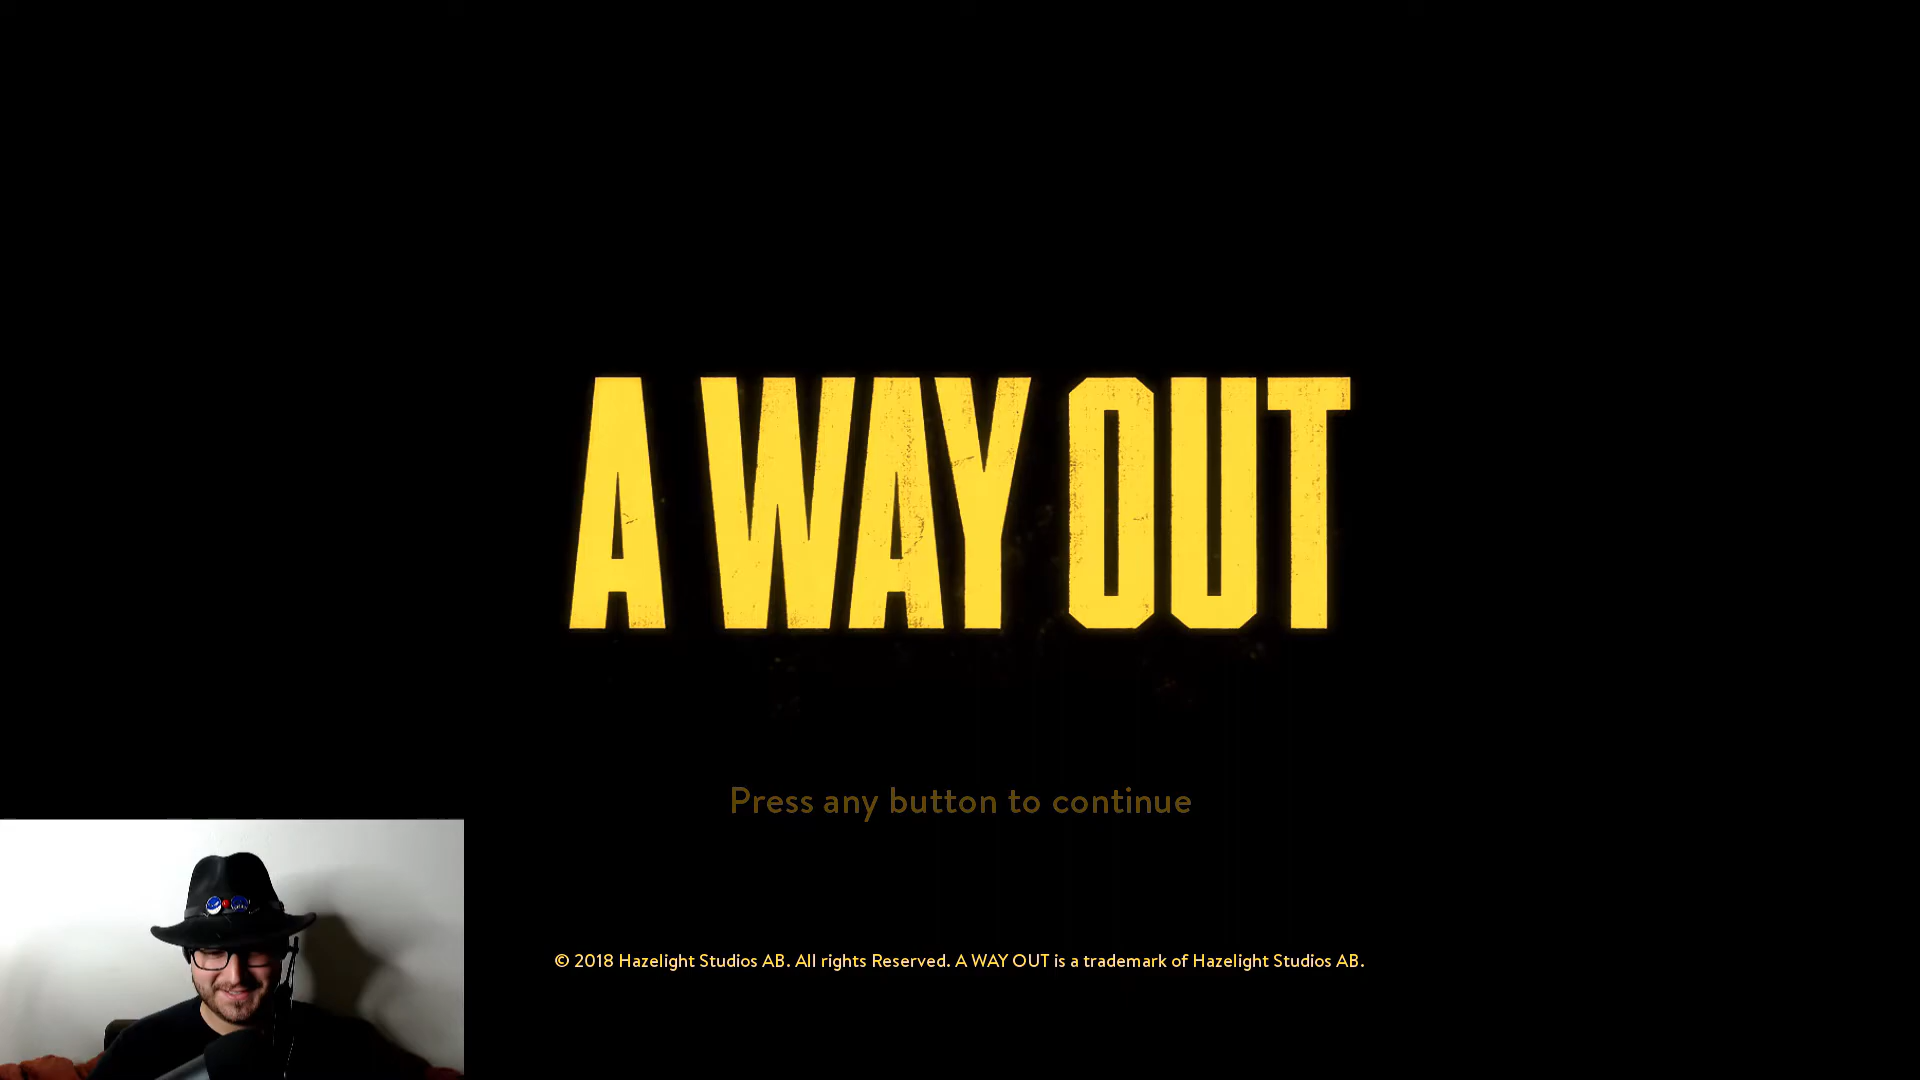 A WAY OUT
Press any button to continue
© 2018 Hazelight Studios AB. All rights Reserved. A WAY OUT is a trademark of Hazelight Studios AB.